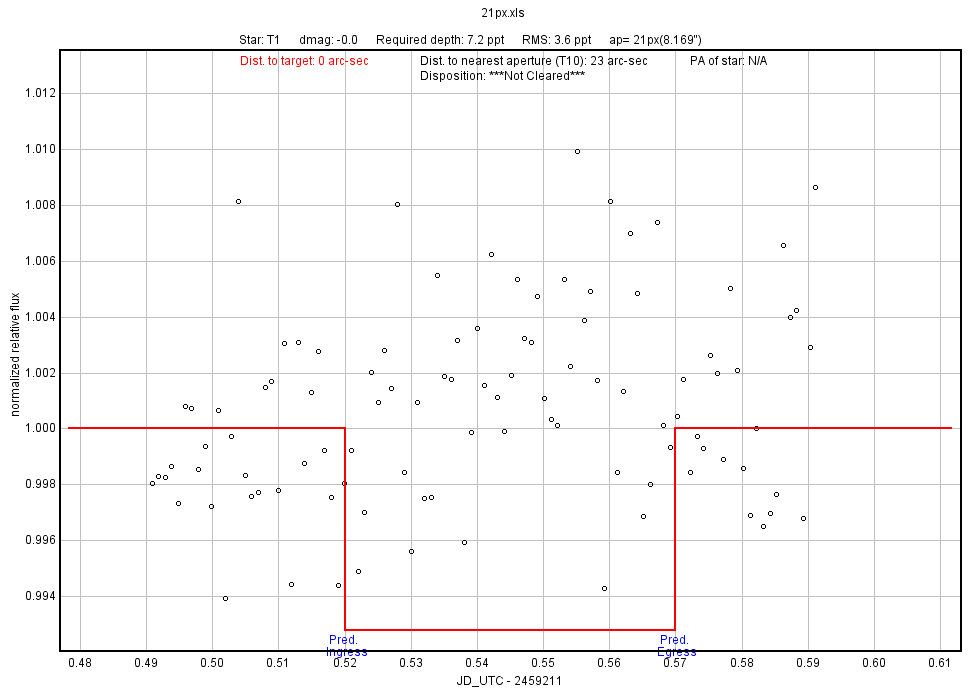 21px.xls
Star: T1 dmag: -0.0 Required depth: 7.2 ppt RMS: 3.6 ppt ap= 21px(8.169")
Dist. to target: 0 arc-sec Dist. to nearest aperture (T10): 23 arc-sec PA of star: N/A
Disposition: ***Not Cleared***
1.012
1.010
1.008
1.006
1.004
1.002
1.000
0.998
0.996
0.994
normalized relative flux
Pred. Pred.
Ingress Egress
0.48 0.49 0.50 0.51 0.52 0.53 0.54 0.55 0.56 0.57 0.58 0.59 0.60 0.61
JD_UTC - 2459211